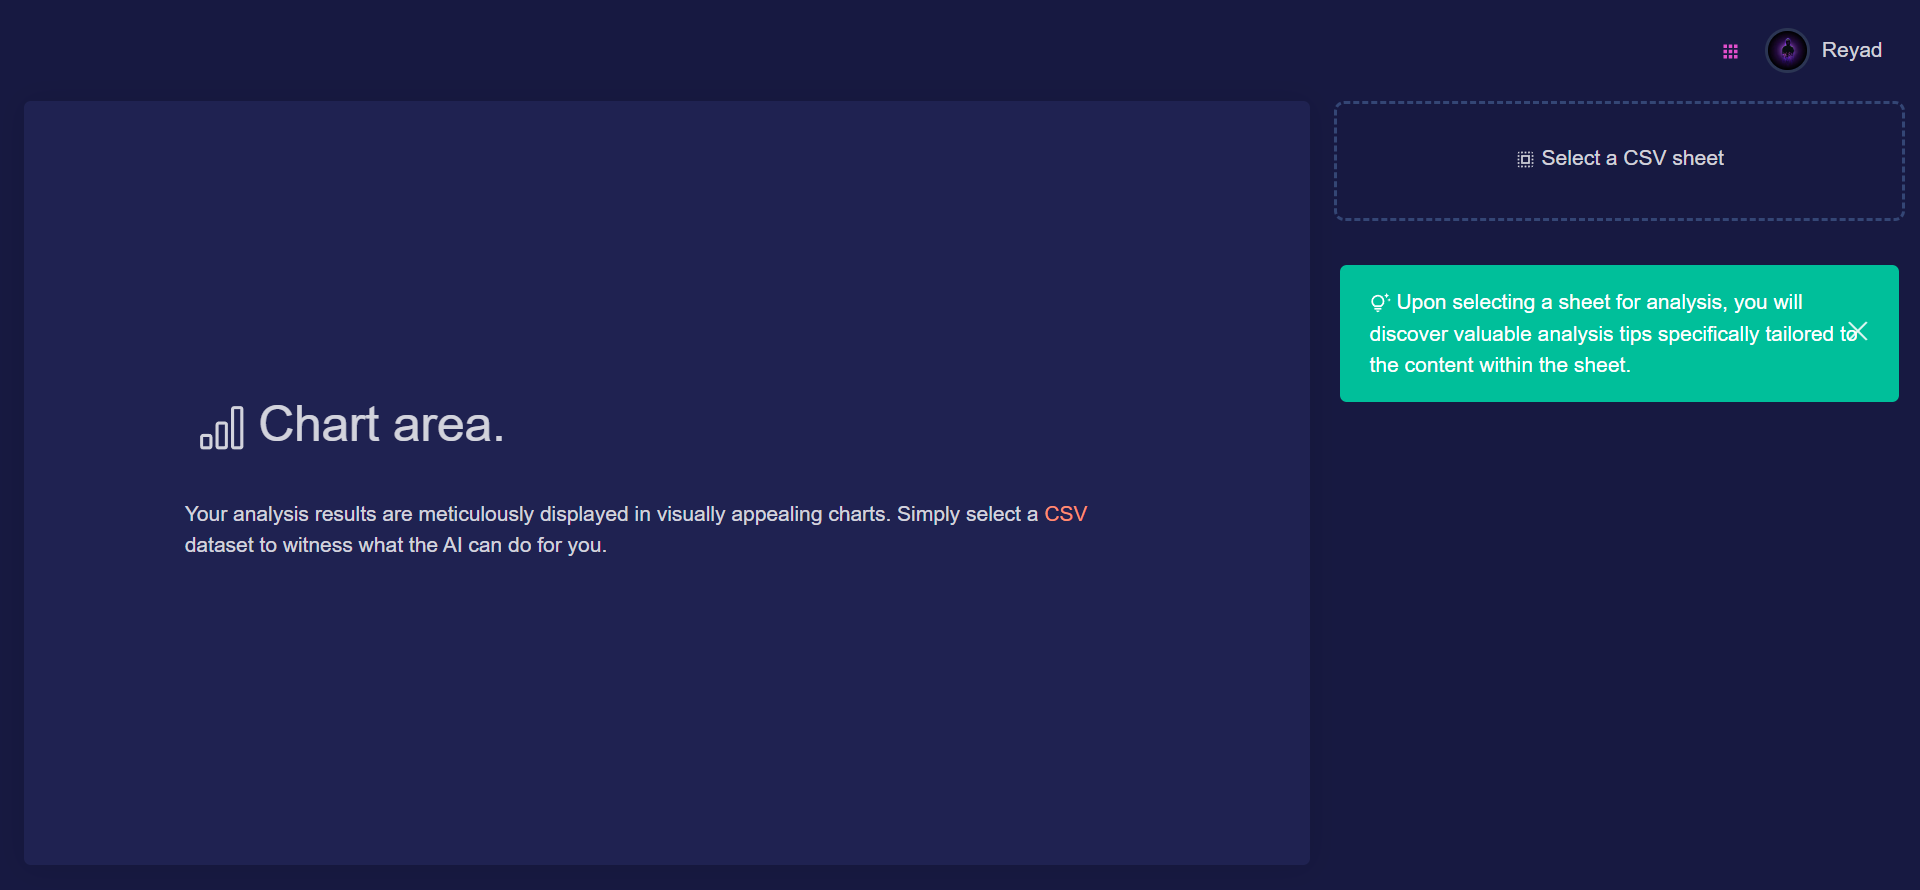 Reyad
Select a CSV sheet
Upon selecting a sheet for analysis, you will
discover valuable analysis tips specifically tailored to
the content within the sheet.
Chart area.
Your analysis results are meticulously displayed in visually appealing charts. Simply select a CSV
dataset to witness what the AI can do for you.